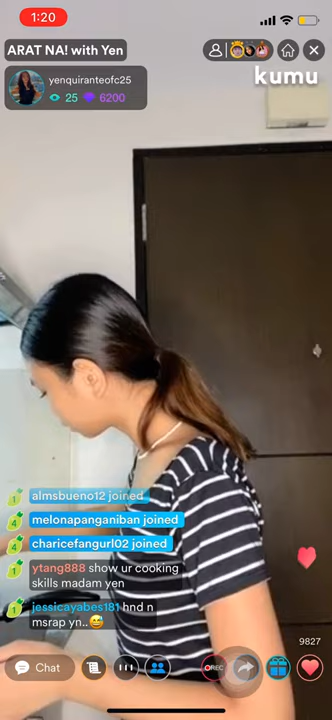 1:20
ARAT NA! with Yen
yenquiranteofc25
25 6200
kumu
almsbueno12 joined
melonapanganiban joined
charicefangurl02 joined
ytang888 show ur cooking
skills madam yen
jessicayabes181 hnd n
msrap yn..😅
9827
Chat
REC